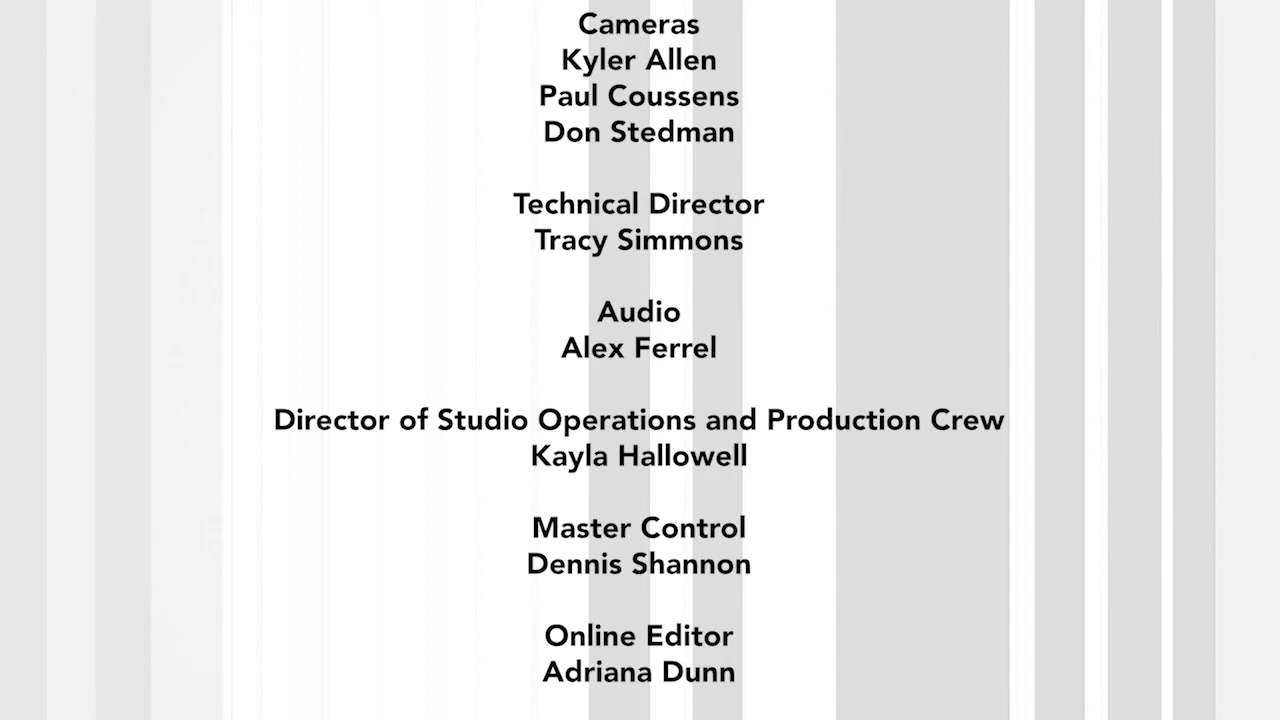 Cameras
Kyler Allen
Paul Coussens
Don Stedman
Technical Director
Tracy Simmons
Audio
Alex Ferrel
Director of Studio Operations and Production Crew
Kayla Hallowell
Master Control
Dennis Shannon
Online Editor
Adriana Dunn